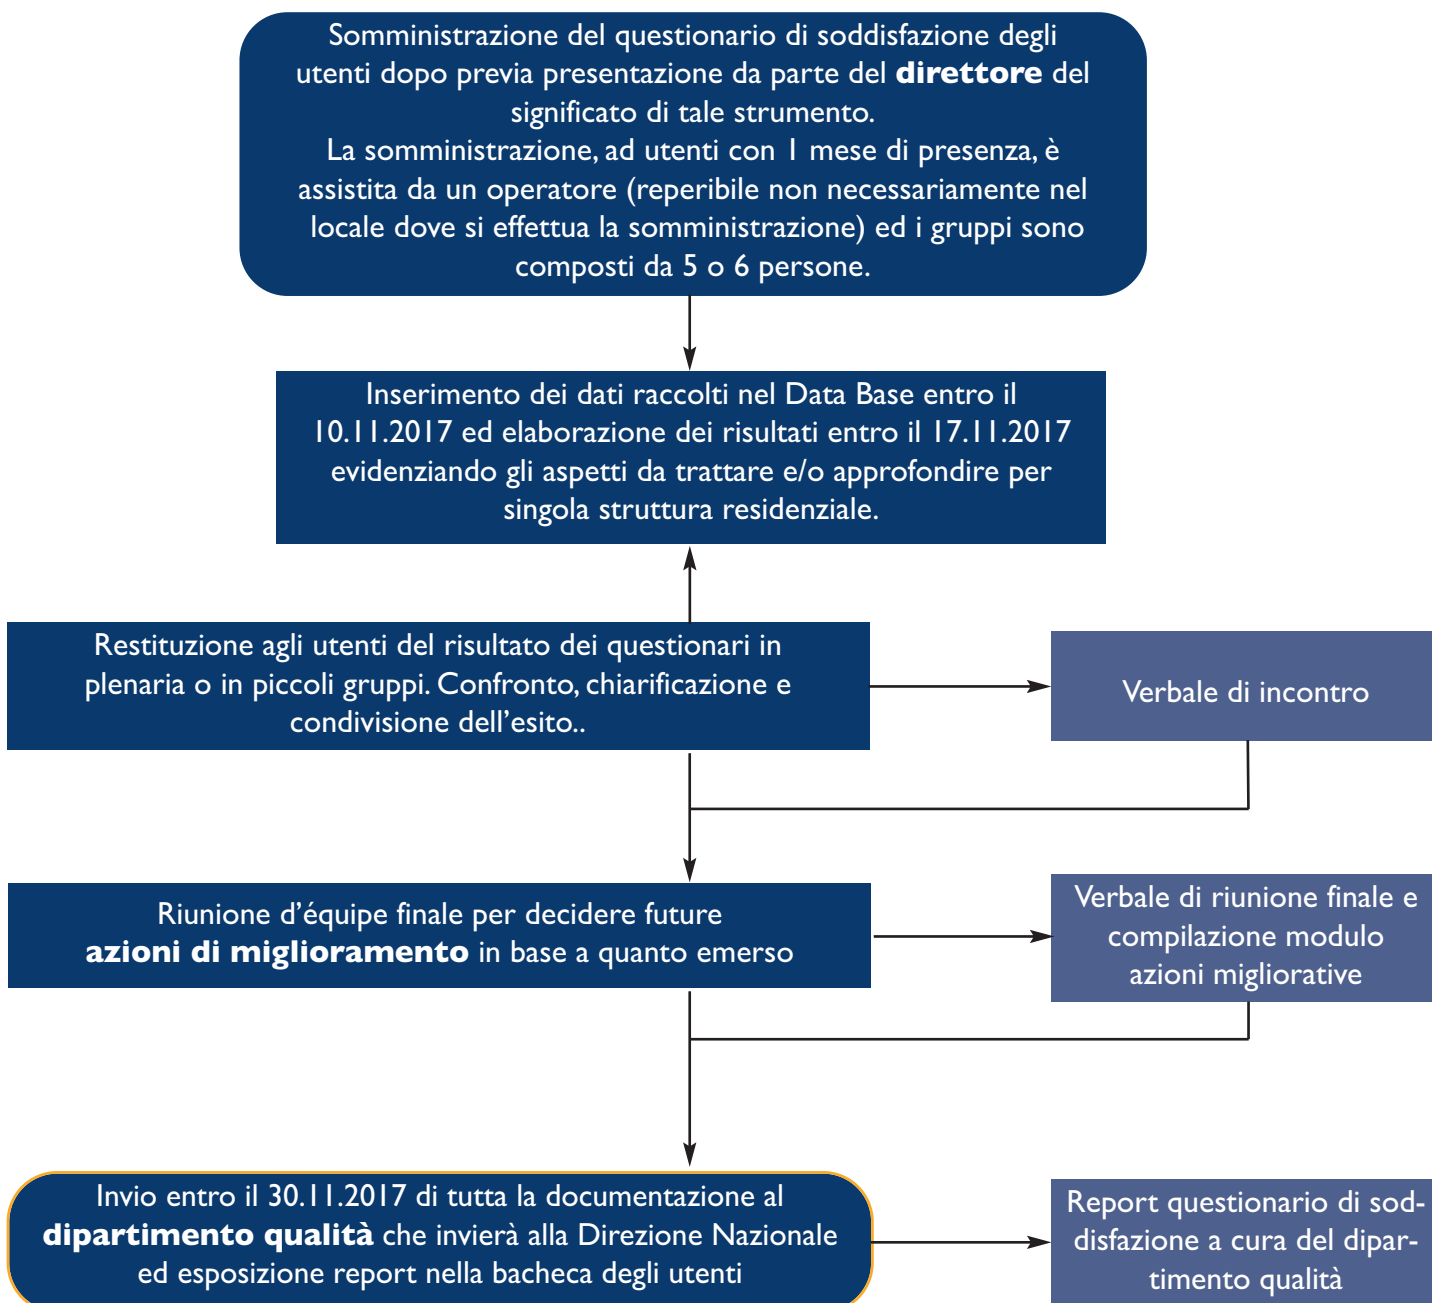 Somministrazione del questionario di soddisfazione degli
utenti dopo previa presentazione da parte del direttore del
significato di tale strumento.
La somministrazione, ad utenti con 1 mese di presenza, è
assistita da un operatore (reperibile non necessariamente nel
locale dove si effettua la somministrazione) ed i gruppi sono
composti da 5 o 6 persone.
Inserimento dei dati raccolti nel Data Base entro il
10.11.2017 ed elaborazione dei risultati entro il 17.11.2017
evidenziando gli aspetti da trattare e/o approfondire per
singola struttura residenziale.
Restituzione agli utenti del risultato dei questionari in
plenaria o in piccoli gruppi. Confronto, chiarificazione e
condivisione dell'esito..
Verbale di incontro
Riunione d'équipe finale per decidere future
azioni di miglioramento in base a quanto emerso
Verbale di riunione finale e
compilazione modulo
azioni migliorative
Invio entro il 30.11.2017 di tutta la documentazione al
dipartimento qualità che invierà alla Direzione Nazionale
ed esposizione report nella bacheca degli utenti
Report questionario di sod-
disfazione a cura del dipar-
timento qualità